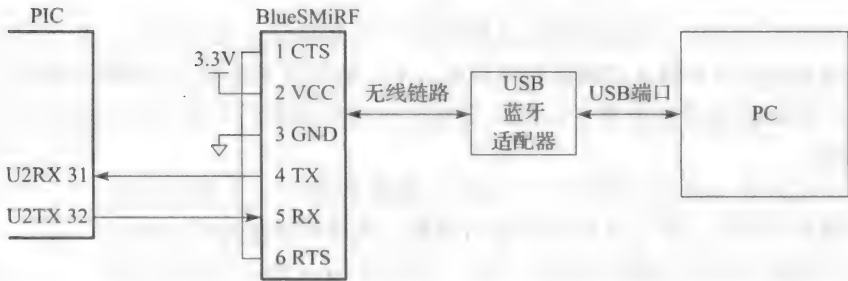 PIC
BlueSMiRF
1 CTS
3.3V
2 VCC
3 GND
U2RX 31
4 TX
U2TX 32
5 RX
6 RTS
无线链路
USB
蓝牙
适配器
USB端口
PC